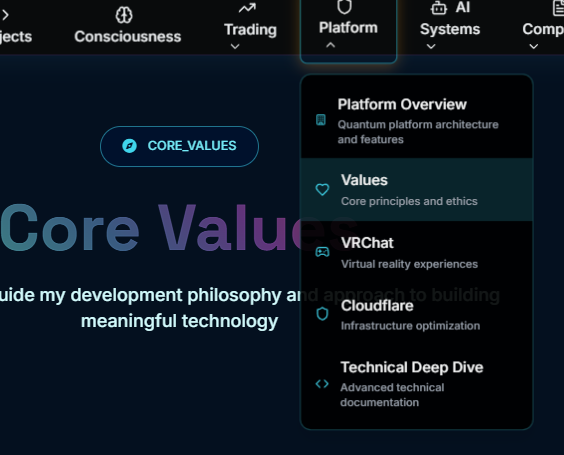 jects
Consciousness
Trading
Platform
AI
Systems
Comp
Platform Overview
Quantum platform architecture
and features
Values
Core principles and ethics
VRChat
Virtual reality experiences
Cloudflare
Infrastructure optimization
Technical Deep Dive
Advanced technical
documentation
CORE_VALUES
Core Values
uide my development philosophy and approach to building
meaningful technology